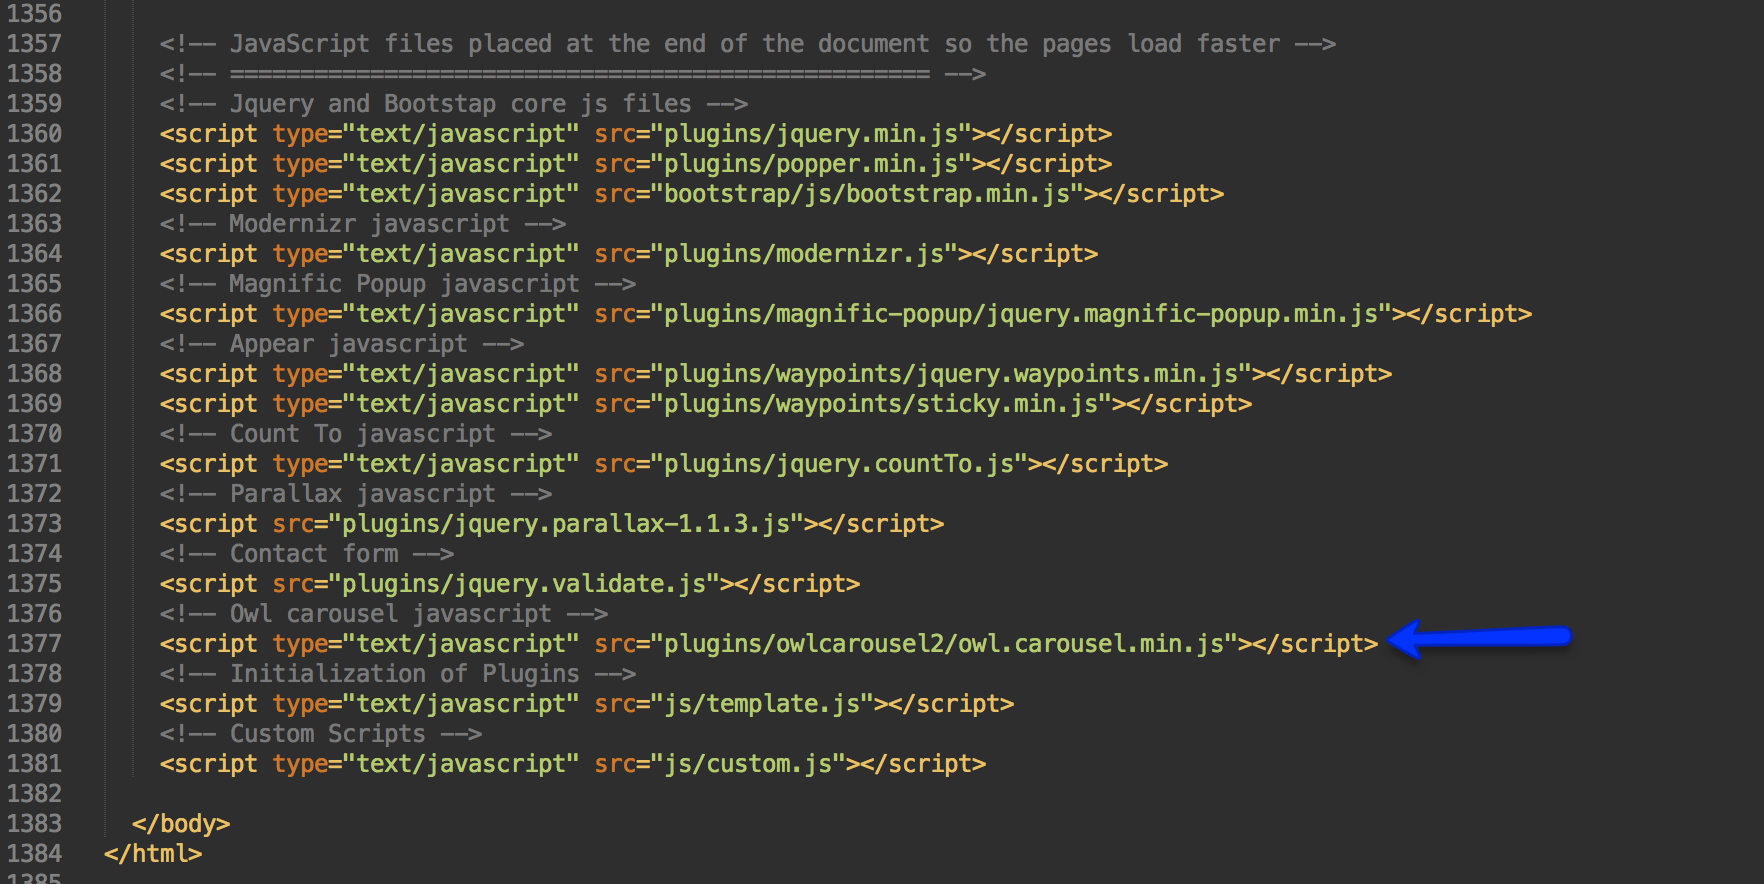 1356
1357 <!-- JavaScript files placed at the end of the document so the pages load faster -->
1358 <!-- ================================================== -->
1359 <!-- Jquery and Bootstap core js files -->
1360 <script type="text/javascript" src="plugins/jquery.min.js"></script>
1361 <script type="text/javascript" src="plugins/popper.min.js"></script>
1362 <script type="text/javascript" src="bootstrap/js/bootstrap.min.js"></script>
1363 <!-- Modernizr javascript -->
1364 <script type="text/javascript" src="plugins/modernizr.js"></script>
1365 <!-- Magnific Popup javascript -->
1366 <script type="text/javascript" src="plugins/magnific-popup/jquery.magnific-popup.min.js"></script>
1367 <!-- Appear javascript -->
1368 <script type="text/javascript" src="plugins/waypoints/jquery.waypoints.min.js"></script>
1369 <script type="text/javascript" src="plugins/waypoints/sticky.min.js"></script>
1370 <!-- Count To javascript -->
1371 <script type="text/javascript" src="plugins/jquery.countTo.js"></script>
1372 <!-- Parallax javascript -->
1373 <script src="plugins/jquery.parallax-1.1.3.js"></script>
1374 <!-- Contact form -->
1375 <script src="plugins/jquery.validate.js"></script>
1376 <!-- Owl carousel javascript -->
1377 <script type="text/javascript" src="plugins/owlcarousel2/owl.carousel.min.js"></script>
1378 <!-- Initialization of Plugins -->
1379 <script type="text/javascript" src="js/template.js"></script>
1380 <!-- Custom Scripts -->
1381 <script type="text/javascript" src="js/custom.js"></script>
1382
1383 </body>
1384 </html>
1385